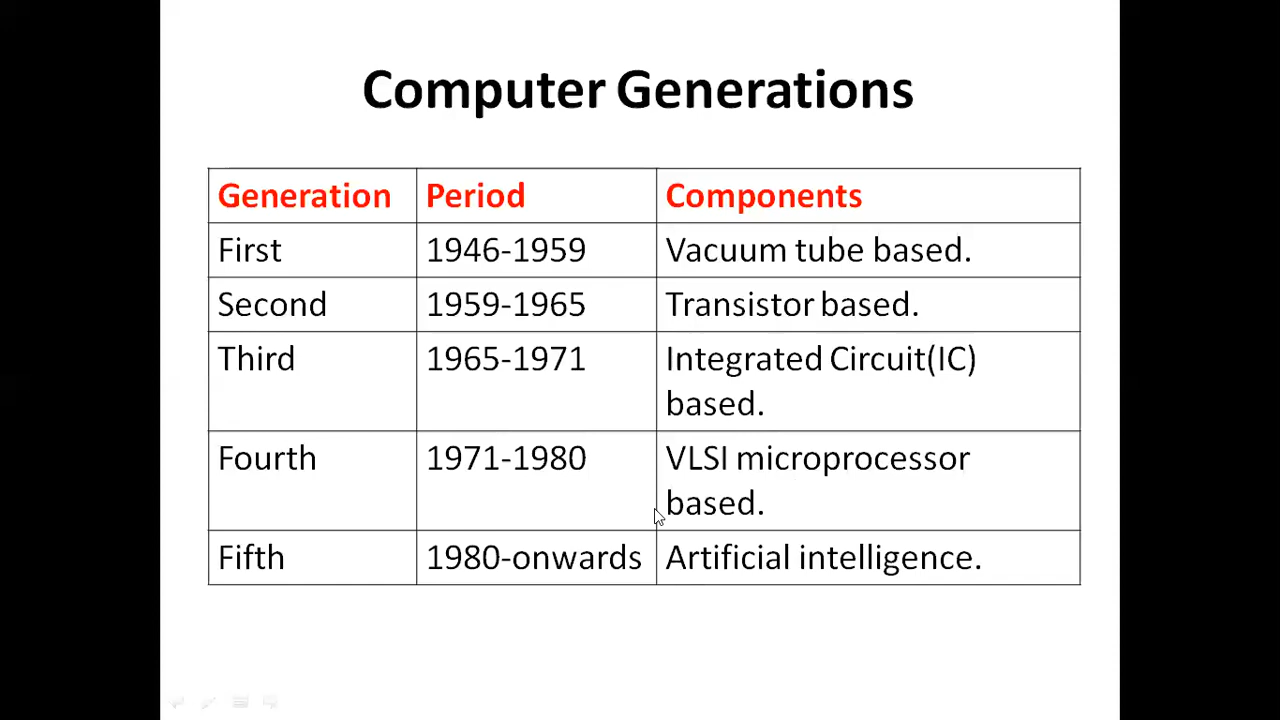 Computer Generations
Generation Period Components
First 1946-1959 Vacuum tube based.
Second 1959-1965 Transistor based.
Third 1965-1971 Integrated Circuit(IC)
based.
Fourth 1971-1980 VLSI microprocessor
based.
Fifth 1980-onwards Artificial intelligence.